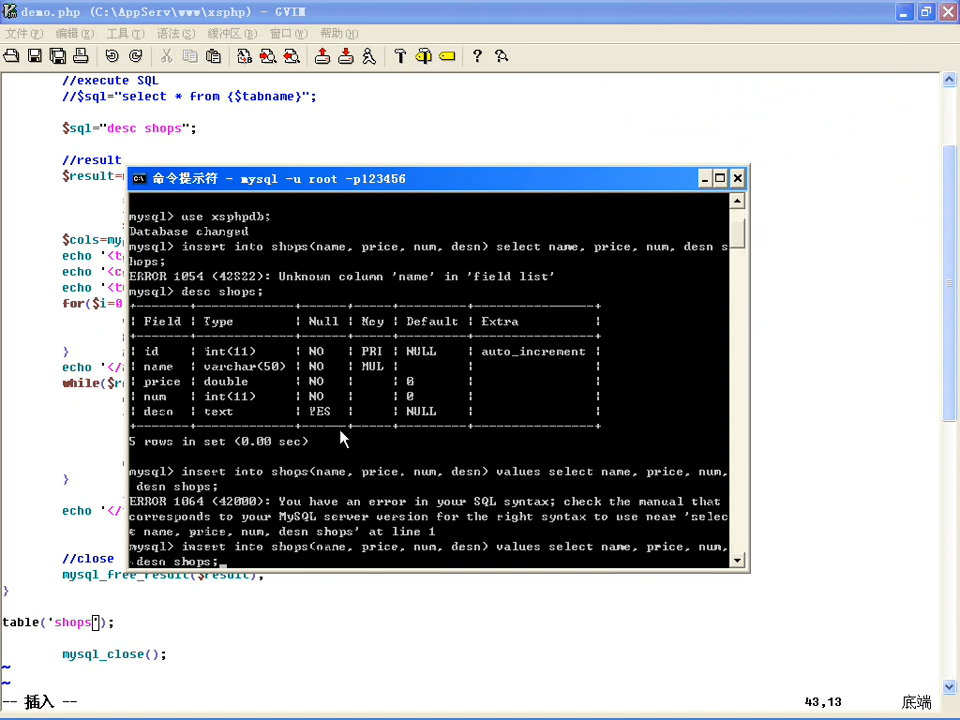 demo.php (C:\AppServ\www\xsphp) - GVIM
文件(F) 编辑(E) 工具(T) 语法(S) 缓冲区(B) 窗口(W) 帮助(H)
//execute SQL
//$sql="select * from {$tabname}";
$sql="desc shops";
//result
$result=
$cols=my
echo '<t
echo '<c
echo '<t
for($i=0
}
echo '</
while($r
}
echo '</
//close
mysql_free_result($result);
}
table('shops');
mysql_close();
~
~
-- 插入 --
43,13
底端
命令提示符 - mysql -u root -p123456
mysql> use xsphpdb;
Database changed
mysql> insert into shops(name, price, num, desn) select name, price, num, desn s
hops;
ERROR 1054 (42S22): Unknown column 'name' in 'field list'
mysql> desc shops;
+-------+-------------+------+-----+---------+----------------+
| Field | Type | Null | Key | Default | Extra |
+-------+-------------+------+-----+---------+----------------+
| id | int(11) | NO | PRI | NULL | auto_increment |
| name | varchar(50) | NO | MUL | | |
| price | double | NO | | 0 | |
| num | int(11) | NO | | 0 | |
| desn | text | YES | | NULL | |
+-------+-------------+------+-----+---------+----------------+
5 rows in set (0.00 sec)
mysql> insert into shops(name, price, num, desn) values select name, price, num,
desn shops;
ERROR 1064 (42000): You have an error in your SQL syntax; check the manual that
corresponds to your MySQL server version for the right syntax to use near 'selec
t name, price, num, desn shops' at line 1
mysql> insert into shops(name, price, num, desn) values select name, price, num,
desn shops;